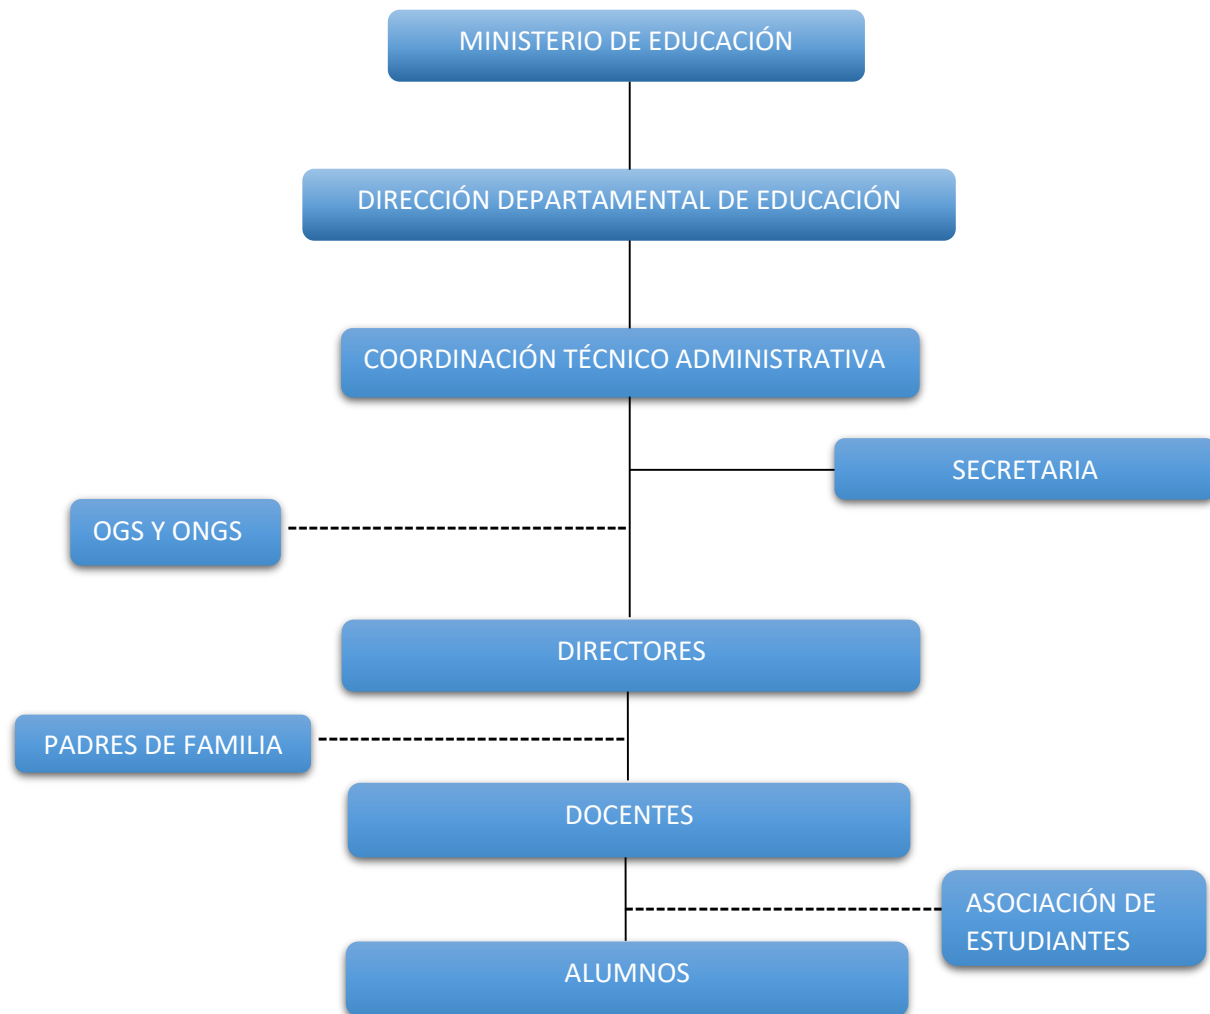 MINISTERIO DE EDUCACIÓN
DIRECCIÓN DEPARTAMENTAL DE EDUCACIÓN
COORDINACIÓN TÉCNICO ADMINISTRATIVA
SECRETARIA
OGS Y ONGS
DIRECTORES
PADRES DE FAMILIA
DOCENTES
ASOCIACIÓN DE
ESTUDIANTES
ALUMNOS